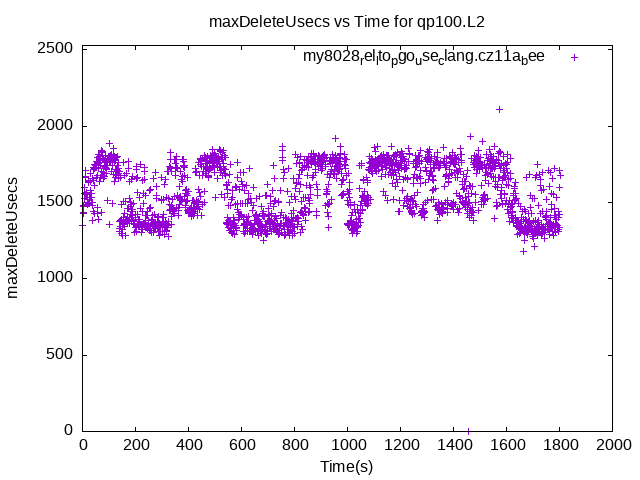 maxDeleteUsecs vs Time for qp100.L2
my8028relltopgouseclang.cz11abee
2500
2000
1500
1000
500
0
maxDeleteUsecs
0 200 400 600 800 1000 1200 1400 1600 1800 2000
Time(s)